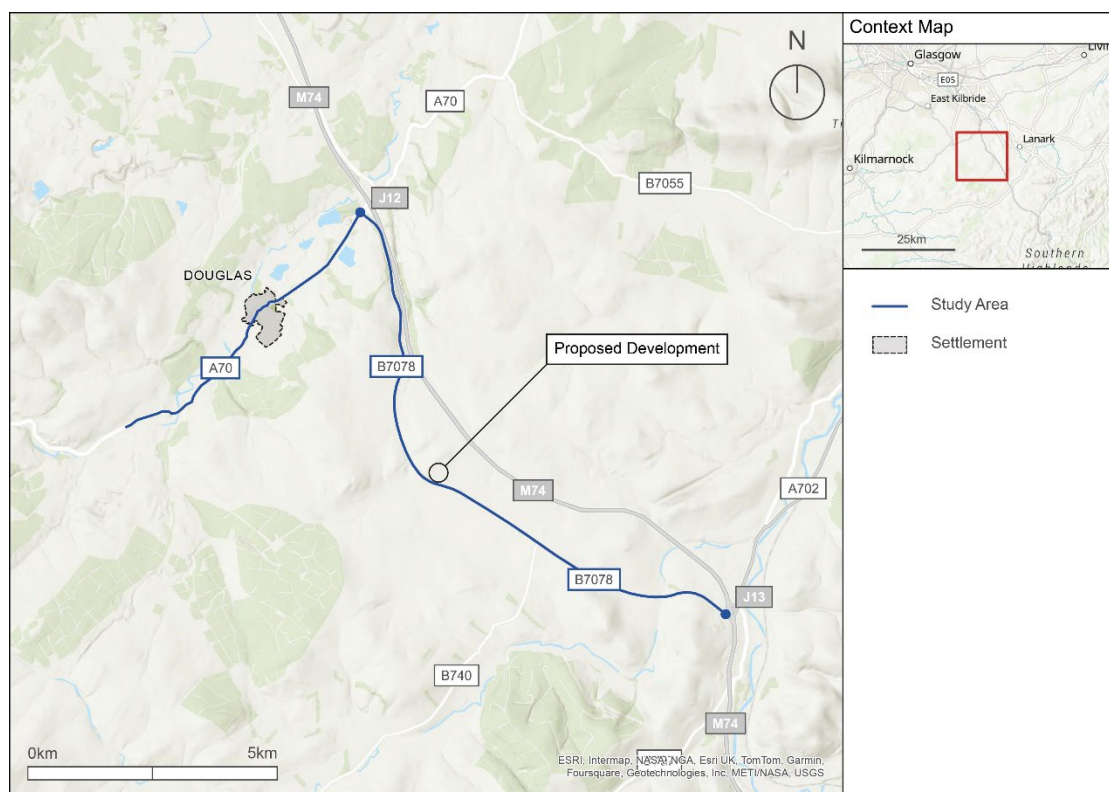 M74
A70
N
B7055
J12
DOUGLAS
Proposed Development
B7078
A70
M74
A702
B7078
J13
B740
M74
0km
5km
ESRI, Intermap, NASA, NGA, Esri UK, TomTom, Garmin,
Foursquare, Geotechnologies, Inc, METI/NASA, USGS
Context Map
Glasgow
E05
East Kilbride
Lanark
Kilmarnock
25km
Southern
Study Area
Settlement